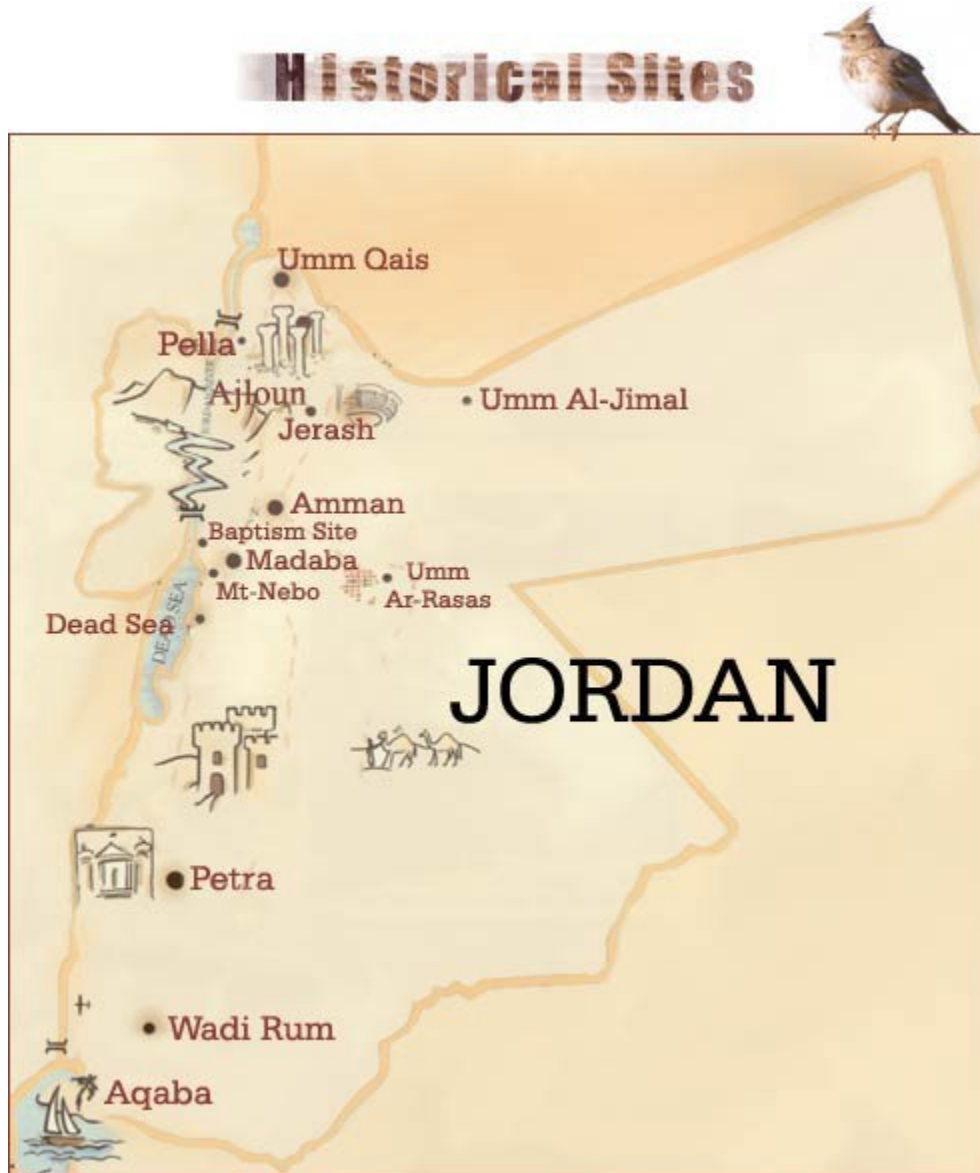 Historical Sites
Umm Qais
Pella
Ajloun
Jerash
Umm Al-Jimal
Amman
Baptism Site
Madaba
Mt-Nebo
Umm
Ar-Rasas
Dead Sea
DEAD SEA
JORDAN
Petra
Wadi Rum
Aqaba